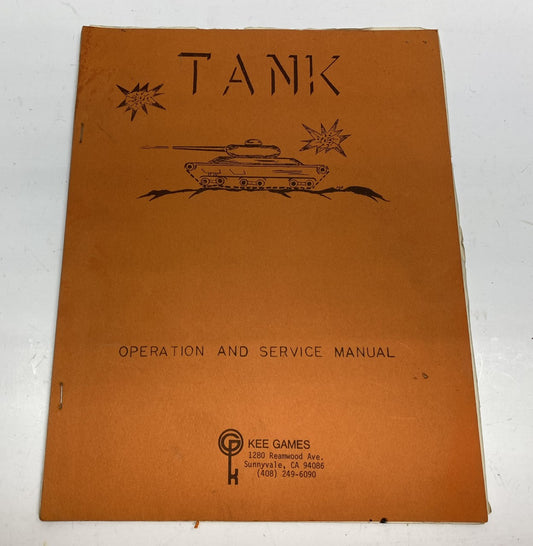 TANK
OPERATION AND SERVICE MANUAL
KEE GAMES
1280 Reamwood Ave.
Sunnyvale, CA 94086
(408) 249-6090